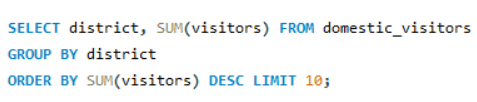 SELECT district, SUM(visitors) FROM domestic_visitors
GROUP BY district
ORDER BY SUM(visitors) DESC LIMIT 10;